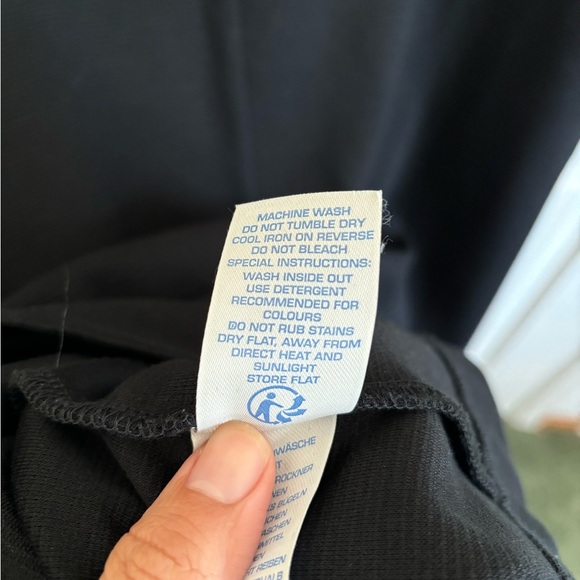 MACHINE WASH
DO NOT TUMBLE DRY
COOL IRON ON REVERSE
DO NOT BLEACH
SPECIAL INSTRUCTIONS:
WASH INSIDE OUT
USE DETERGENT
RECOMMENDED FOR
COLOURS
DO NOT RUB STAINS
DRY FLAT, AWAY FROM
DIRECT HEAT AND
SUNLIGHT
STORE FLAT
REIBEN